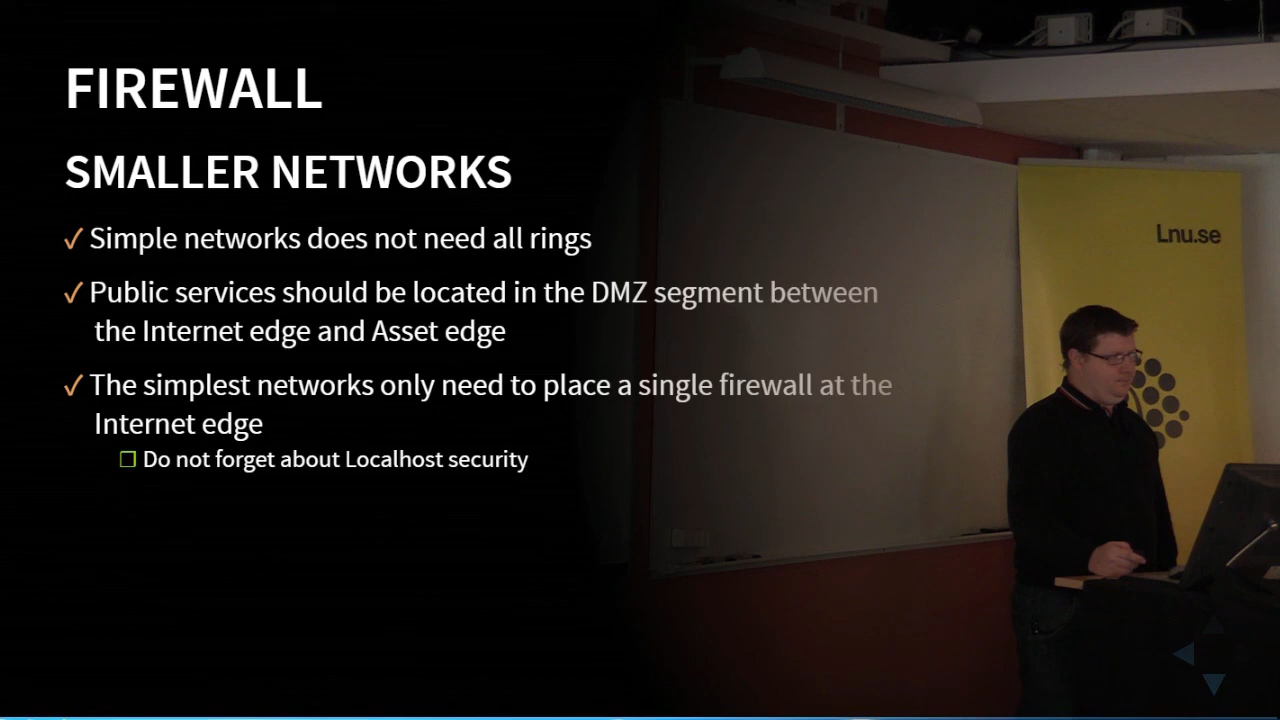 FIREWALL
SMALLER NETWORKS
✓ Simple networks does not need all rings
✓ Public services should be located in the DMZ segment between
the Internet edge and Asset edge
✓ The simplest networks only need to place a single firewall at the
Internet edge
❒ Do not forget about Localhost security
Lnu.se